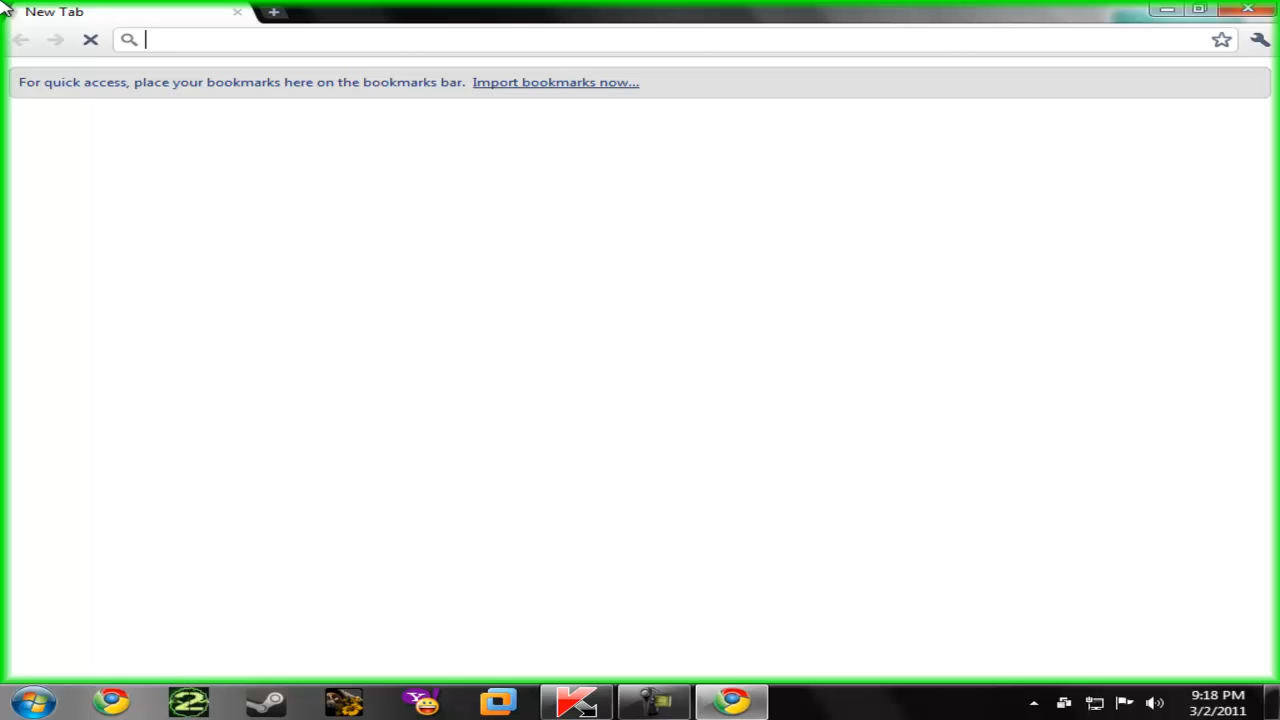 New Tab
For quick access, place your bookmarks here on the bookmarks bar. Import bookmarks now...
9:18 PM
3/2/2011